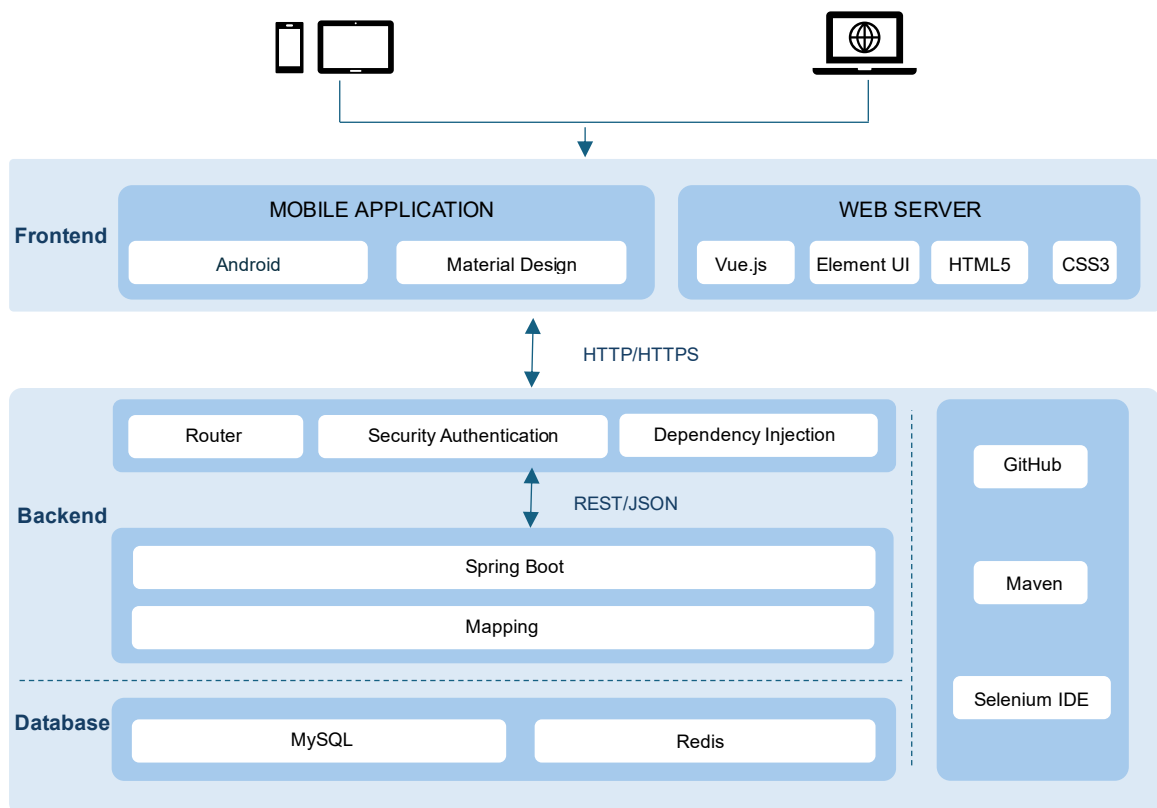 MOBILE APPLICATION
WEB SERVER
Frontend
Android
Material Design
Vue.js
Element UI
HTML5
CSS3
HTTP/HTTPS
Router
Security Authentication
Dependency Injection
GitHub
REST/JSON
Backend
Spring Boot
Maven
Mapping
Selenium IDE
Database
MySQL
Redis